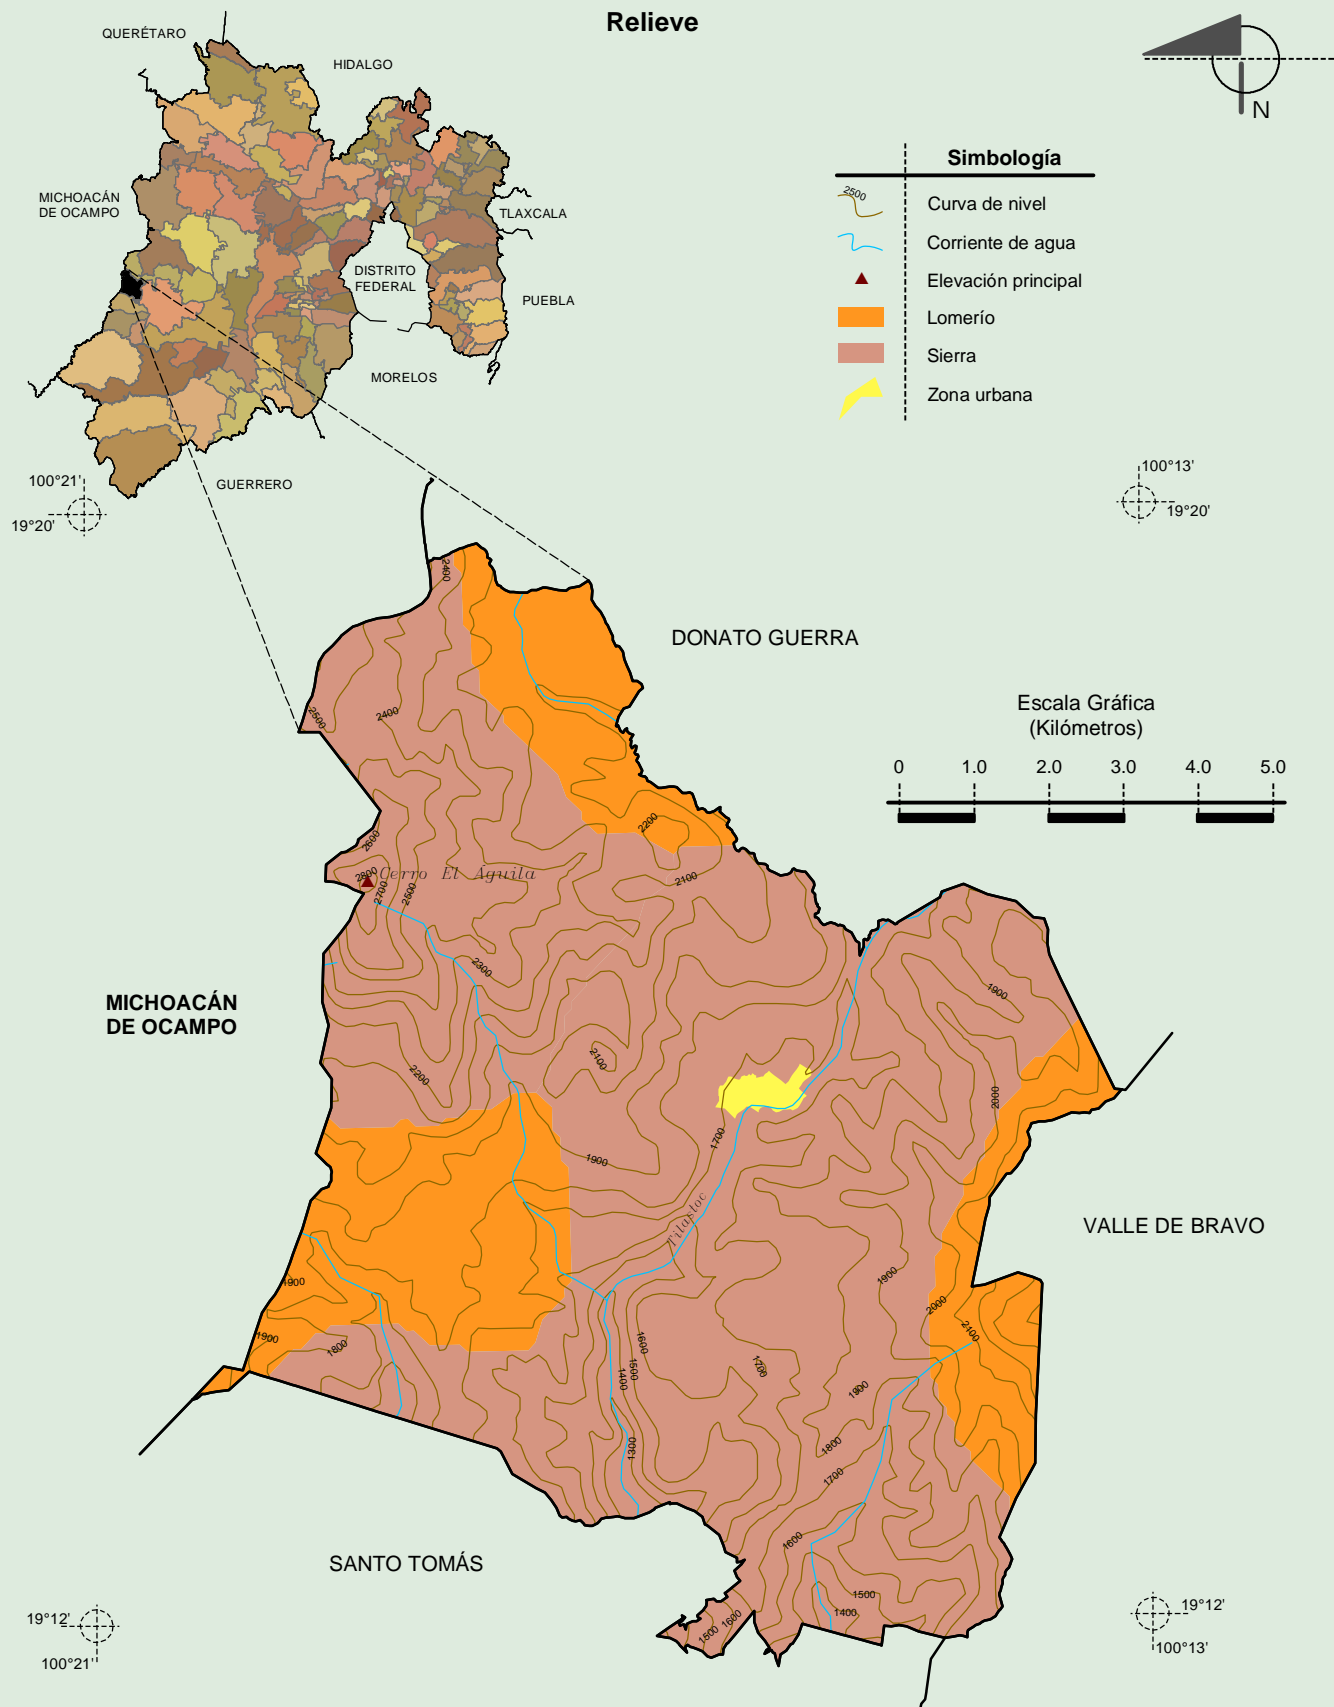 Relieve
QUERÉTARO
HIDALGO
MICHOACÁN
DE OCAMPO
TLAXCALA
DISTRITO
FEDERAL
PUEBLA
MORELOS
GUERRERO
N
Simbología
2500
Curva de nivel
Corriente de agua
Elevación principal
Lomerío
Sierra
Zona urbana
100°21'
19°20'
100°13'
19°20'
DONATO GUERRA
Escala Gráfica
(Kilómetros)
0 1.0 2.0 3.0 4.0 5.0
2400
2500
2400
2200
2600
2800
Cerro El Águila
2700
2500
2100
2300
1900
MICHOACÁN
DE OCAMPO
2100
2200
2000
1700
1900
Tilostoc
VALLE DE BRAVO
1900
1900
2000
2100
1900
1800
1600
1500
1400
1700
1900
1300
1800
1700
1600
SANTO TOMÁS
1500
1400
1600
1500
19°12'
100°21'
19°12'
100°13'